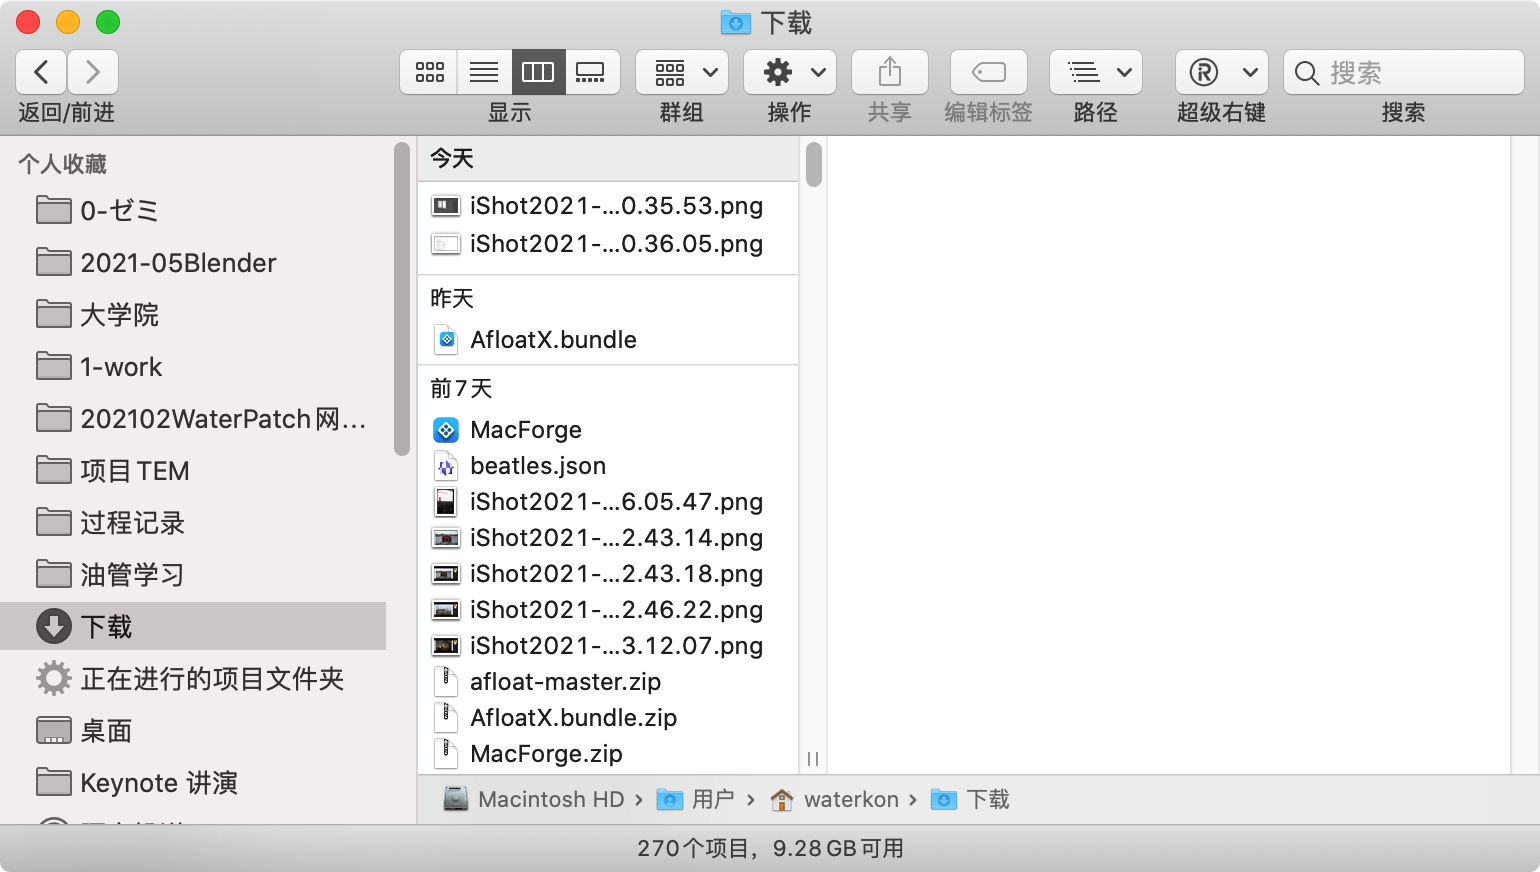 下载
搜索
返回/前进
显示
群组
操作
共享
编辑标签
路径
超级右键
搜索
个人收藏
0-ゼミ
2021-05Blender
大学院
1-work
202102WaterPatch网...
项目TEM
过程记录
油管学习
下载
正在进行的项目文件夹
桌面
Keynote 讲演
今天
iShot2021-...0.35.53.png
iShot2021-...0.36.05.png
昨天
AfloatX.bundle
前7天
MacForge
beatles.json
iShot2021-...6.05.47.png
iShot2021-...2.43.14.png
iShot2021-...2.43.18.png
iShot2021-...2.46.22.png
iShot2021-...3.12.07.png
afloat-master.zip
AfloatX.bundle.zip
MacForge.zip
Macintosh HD › 用户 › waterkon › 下载
270个项目，9.28GB可用